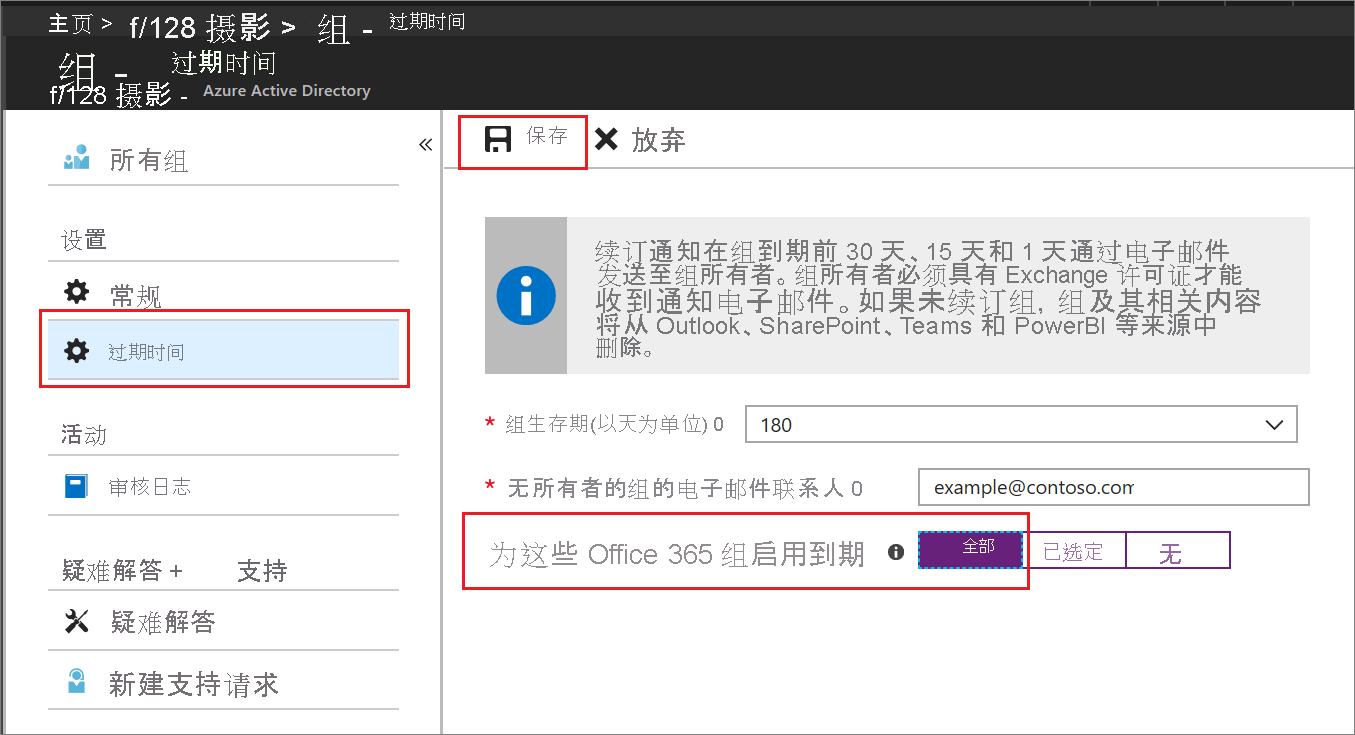 主页 > f/128 摄影 > 组 - 过期时间
组 - 过期时间
f/128 摄影 - Azure Active Directory
«
所有组
设置
常规
过期时间
活动
审核日志
疑难解答 + 支持
疑难解答
新建支持请求
保存 放弃
续订通知在组到期前 30 天、15 天和 1 天通过电子邮件
发送至组所有者。组所有者必须具有 Exchange 许可证才能
收到通知电子邮件。如果未续订组, 组及其相关内容
将从 Outlook、SharePoint、Teams 和 PowerBI 等来源中
删除。
* 组生存期(以天为单位) 0 180
* 无所有者的组的电子邮件联系人 0 example@contoso.com
为这些 Office 365 组启用到期 全部 已选定 无